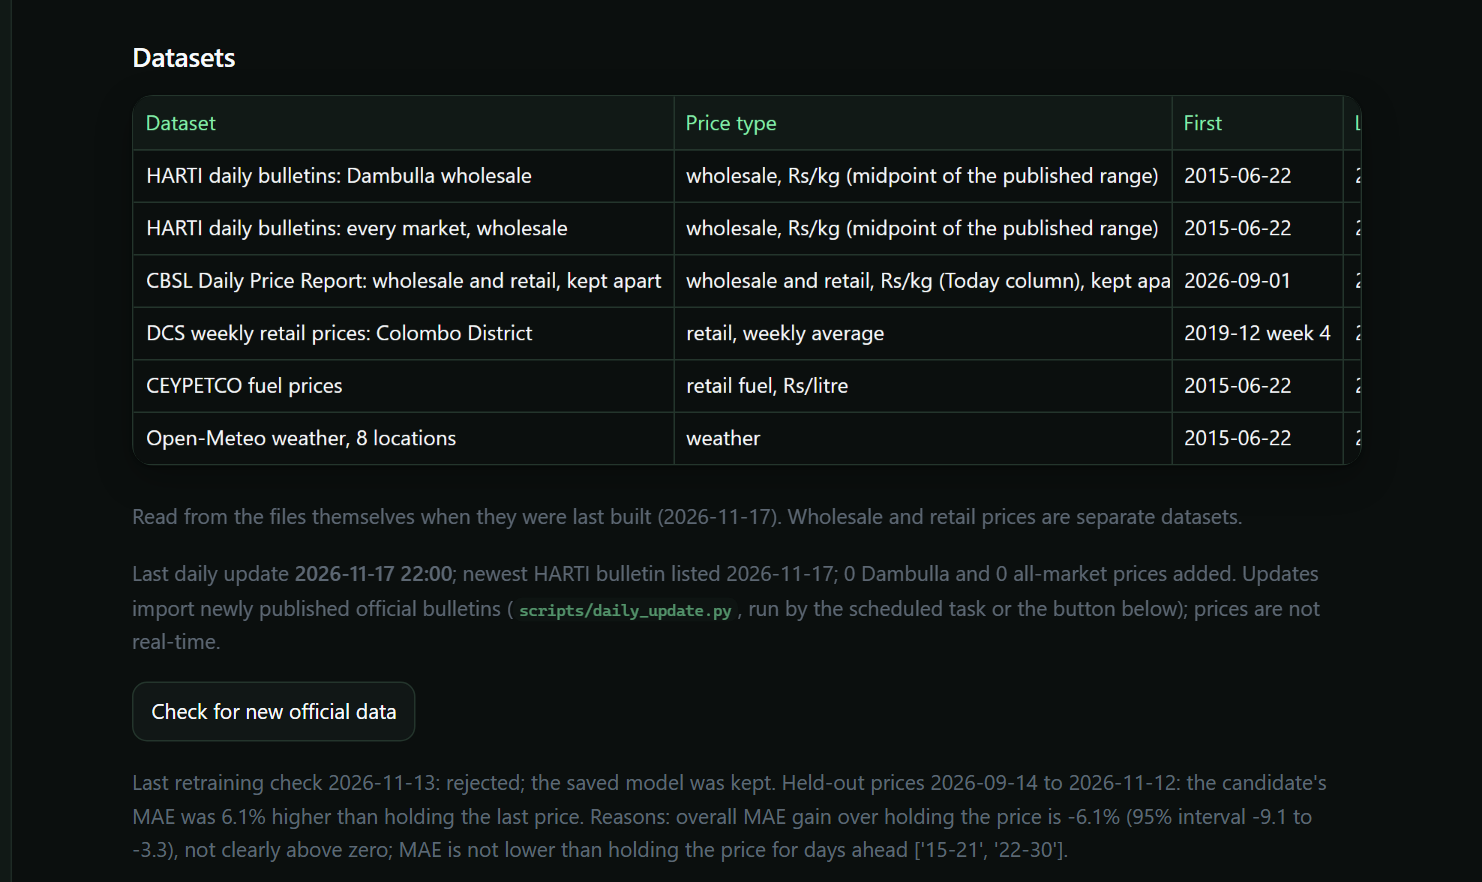 Datasets
Dataset Price type First
HARTI daily bulletins: Dambulla wholesale wholesale, Rs/kg (midpoint of the published range) 2015-06-22
HARTI daily bulletins: every market, wholesale wholesale, Rs/kg (midpoint of the published range) 2015-06-22
CBSL Daily Price Report: wholesale and retail, kept apart wholesale and retail, Rs/kg (Today column), kept apa 2026-09-01
DCS weekly retail prices: Colombo District retail, weekly average 2019-12 week 4
CEYPETCO fuel prices retail fuel, Rs/litre 2015-06-22
Open-Meteo weather, 8 locations weather 2015-06-22
Read from the files themselves when they were last built (2026-11-17). Wholesale and retail prices are separate datasets.
Last daily update 2026-11-17 22:00; newest HARTI bulletin listed 2026-11-17; 0 Dambulla and 0 all-market prices added. Updates
import newly published official bulletins ( scripts/daily_update.py , run by the scheduled task or the button below); prices are not
real-time.
Check for new official data
Last retraining check 2026-11-13: rejected; the saved model was kept. Held-out prices 2026-09-14 to 2026-11-12: the candidate's
MAE was 6.1% higher than holding the last price. Reasons: overall MAE gain over holding the price is -6.1% (95% interval -9.1 to
-3.3), not clearly above zero; MAE is not lower than holding the price for days ahead ['15-21', '22-30'].